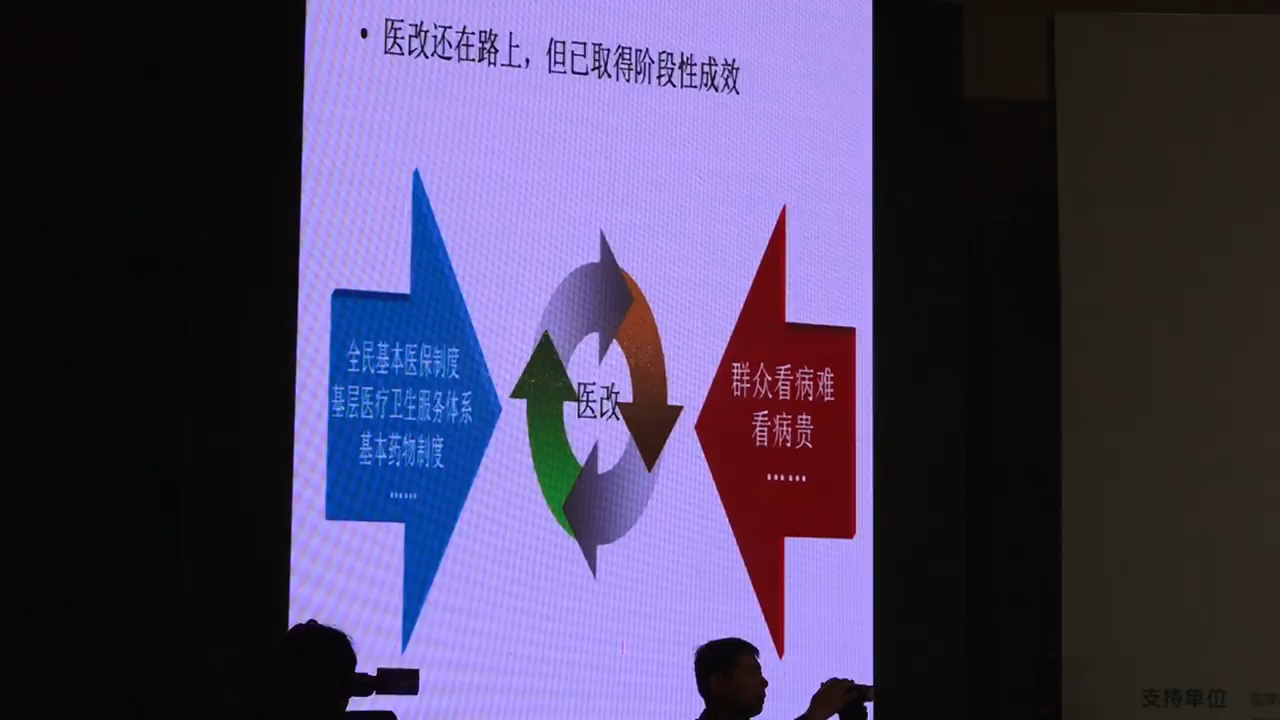 • 医改还在路上，但已取得阶段性成效
全民基本医保制度
基层医疗卫生服务体系
基本药物制度
……
医改
群众看病难
看病贵
……
支持单位